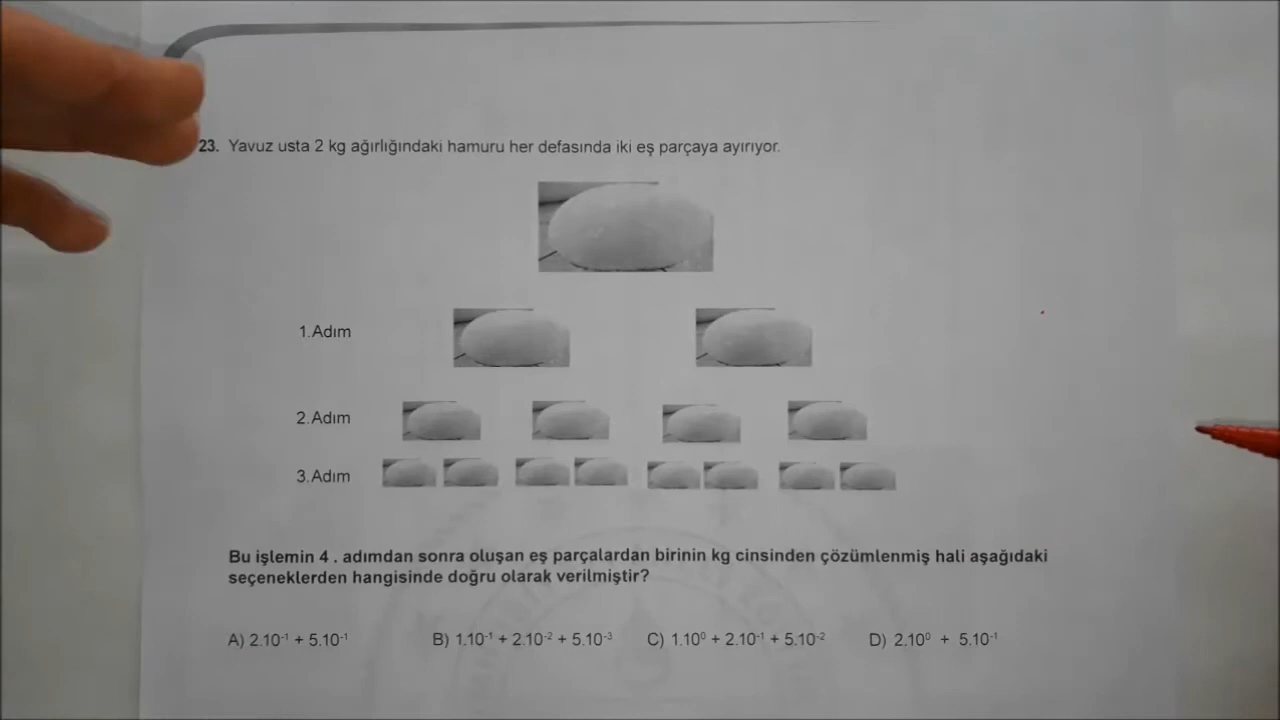 23. Yavuz usta 2 kg ağırlığındaki hamuru her defasında iki eş parçaya ayırıyor.
1.Adım
2.Adım
3.Adım
Bu işlemin 4 . adımdan sonra oluşan eş parçalardan birinin kg cinsinden çözümlenmiş hali aşağıdaki
seçeneklerden hangisinde doğru olarak verilmiştir?
A) 2.10⁻¹ + 5.10⁻¹ B) 1.10⁻¹ + 2.10⁻² + 5.10⁻³ C) 1.10⁰ + 2.10⁻¹ + 5.10⁻² D) 2.10⁰ + 5.10⁻¹